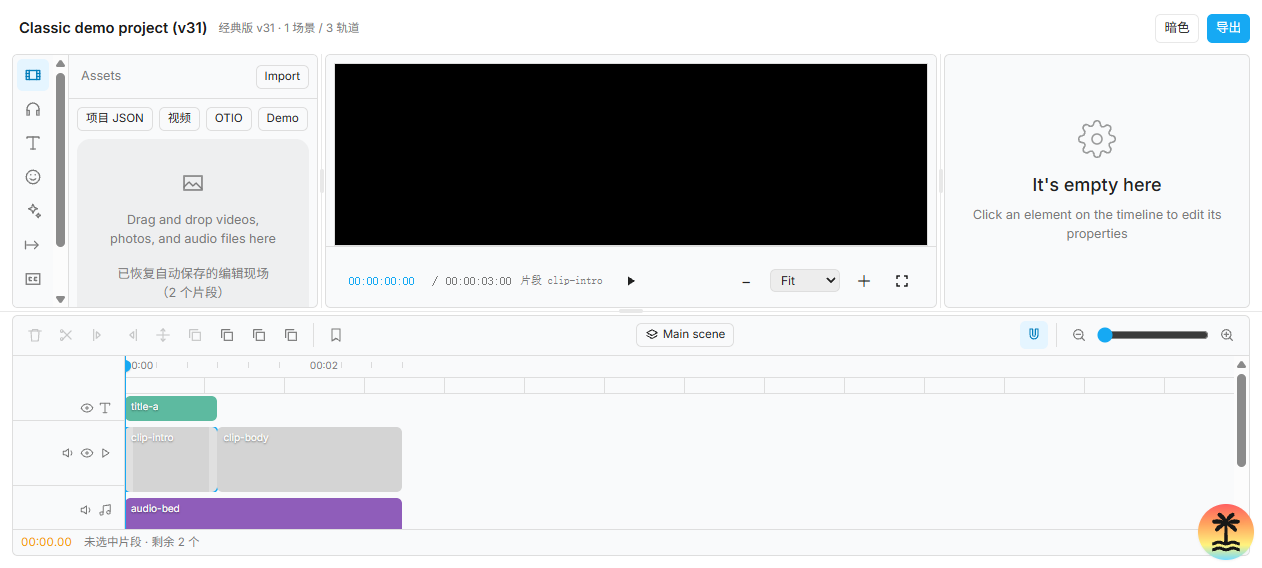 Classic demo project (v31) 经典版 v31 · 1 场景 / 3 轨道 暗色 导出
Assets Import
项目 JSON 视频 OTIO Demo
Drag and drop videos,
photos, and audio files here
已恢复自动保存的编辑现场
（2 个片段）
00:00:00:00 / 00:00:03:00 片段 clip-intro Fit
It's empty here
Click an element on the timeline to edit its
properties
Main scene
0:00 00:02
title-a
clip-intro clip-body
audio-bed
00:00.00 未选中片段 · 剩余 2 个